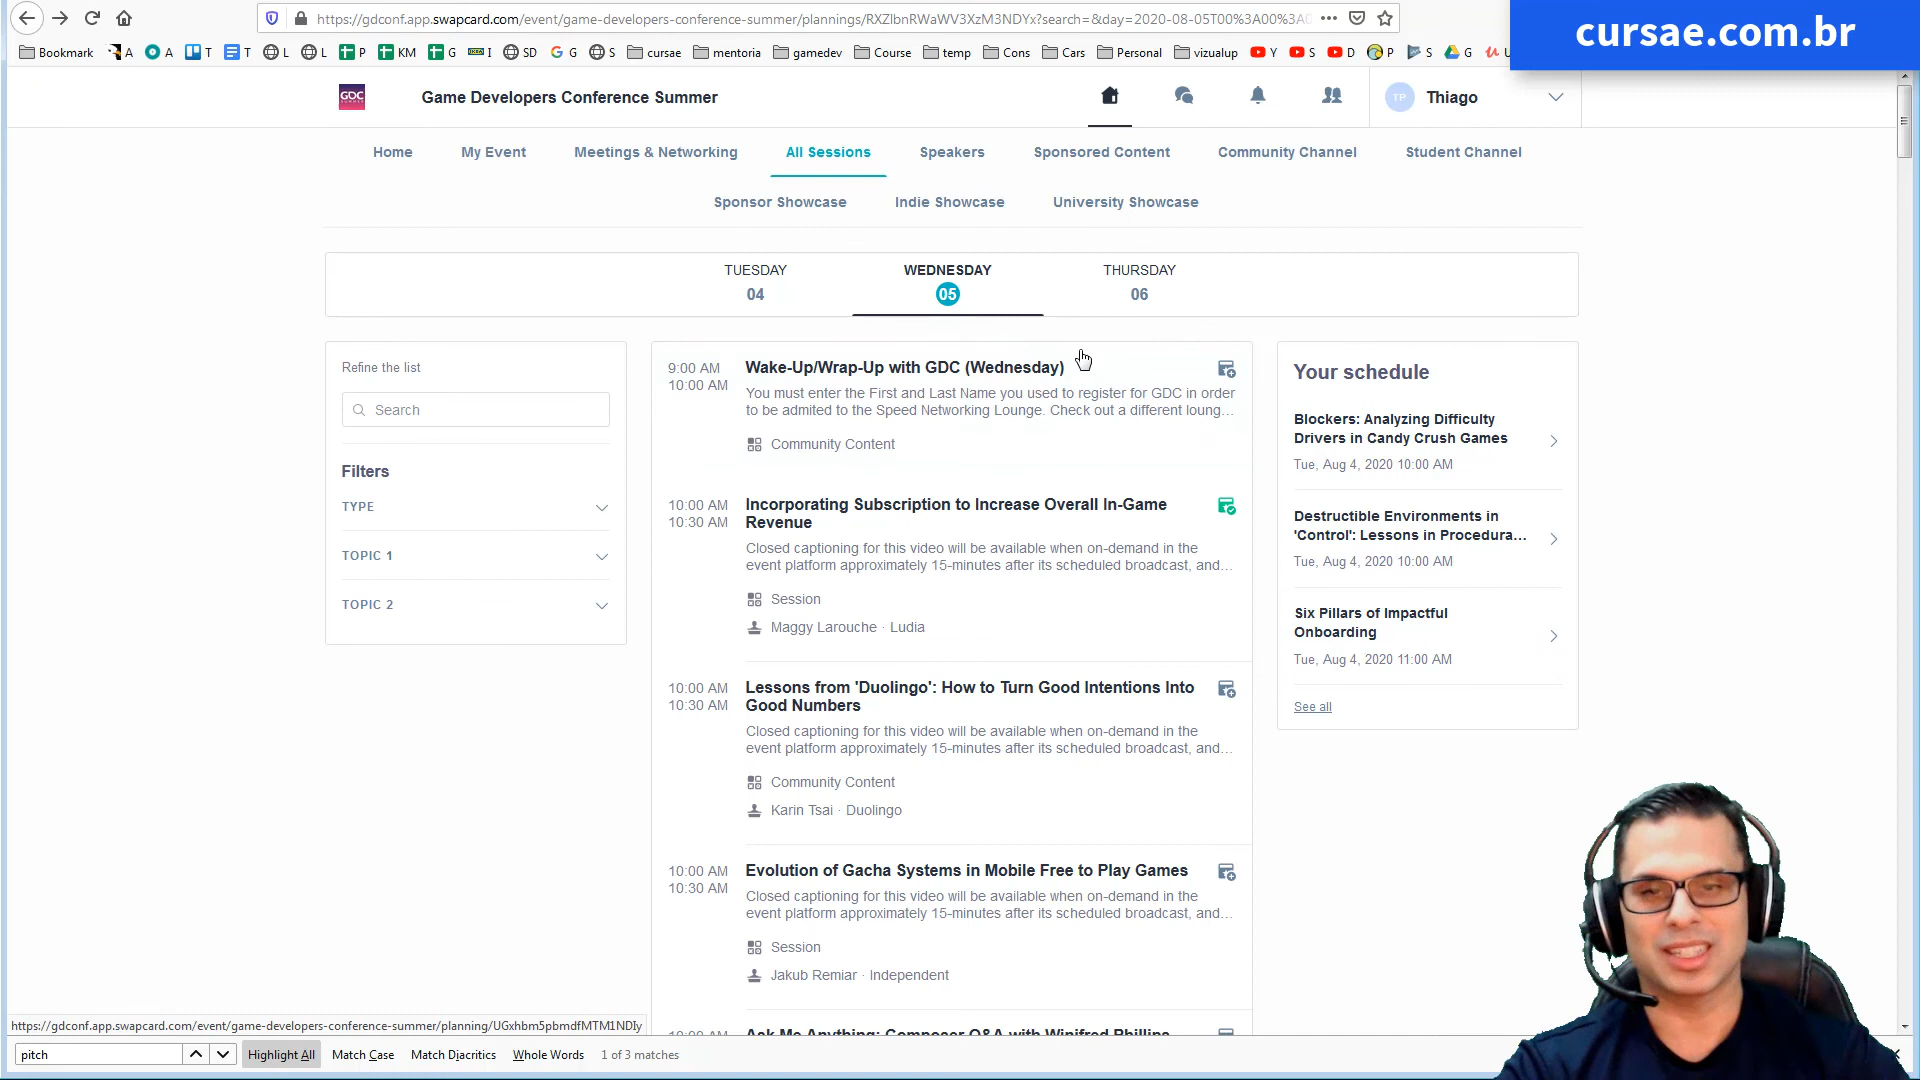 https://gdconf.app.swapcard.com/event/game-developers-conference-summer/plannings/RXZlbnRWaWV3XzM3NDYx?search=&day=2020-08-05T00%3A00%3A
cursae.com.br
Bookmark A A T T L L P KM G I SD G S cursae mentoria gamedev Course temp Cons Cars Personal vizualup Y S D P S G
GDC
SUMMER
Game Developers Conference Summer
TP
Thiago
Home
My Event
Meetings & Networking
All Sessions
Speakers
Sponsored Content
Community Channel
Student Channel
Sponsor Showcase
Indie Showcase
University Showcase
TUESDAY
04
WEDNESDAY
05
THURSDAY
06
Refine the list
Search
Filters
TYPE
TOPIC 1
TOPIC 2
9:00 AM
10:00 AM
Wake-Up/Wrap-Up with GDC (Wednesday)
You must enter the First and Last Name you used to register for GDC in order
to be admited to the Speed Networking Lounge. Check out a different loung...
Community Content
10:00 AM
10:30 AM
Incorporating Subscription to Increase Overall In-Game
Revenue
Closed captioning for this video will be available when on-demand in the
event platform approximately 15-minutes after its scheduled broadcast, and...
Session
Maggy Larouche · Ludia
10:00 AM
10:30 AM
Lessons from 'Duolingo': How to Turn Good Intentions Into
Good Numbers
Closed captioning for this video will be available when on-demand in the
event platform approximately 15-minutes after its scheduled broadcast, and...
Community Content
Karin Tsai · Duolingo
10:00 AM
10:30 AM
Evolution of Gacha Systems in Mobile Free to Play Games
Closed captioning for this video will be available when on-demand in the
event platform approximately 15-minutes after its scheduled broadcast, and...
Session
Jakub Remiar · Independent
10:00 AM
Ask Me Anything: Composer Q&A with Winifred Phillips
Your schedule
Blockers: Analyzing Difficulty
Drivers in Candy Crush Games
Tue, Aug 4, 2020 10:00 AM
Destructible Environments in
'Control': Lessons in Procedura...
Tue, Aug 4, 2020 10:00 AM
Six Pillars of Impactful
Onboarding
Tue, Aug 4, 2020 11:00 AM
See all
https://gdconf.app.swapcard.com/event/game-developers-conference-summer/planning/UGxhbm5pbmdfMTM1NDIy
pitch
Highlight All
Match Case
Match Diacritics
Whole Words
1 of 3 matches